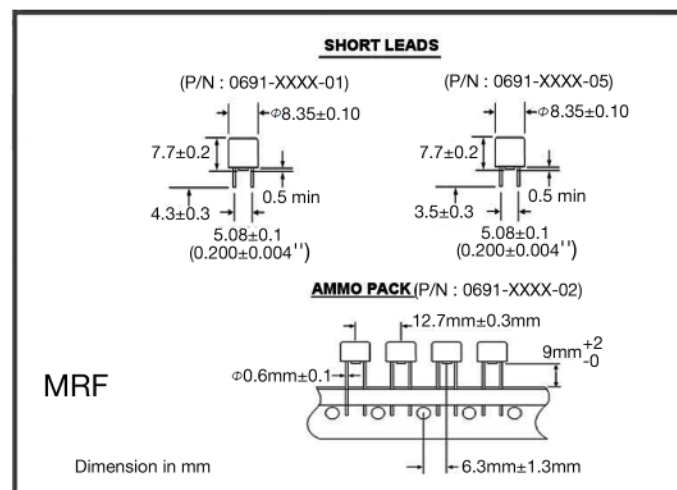 SHORT LEADS
(P/N : 0691-XXXX-01)
(P/N : 0691-XXXX-05)
Φ8.35±0.10
Φ8.35±0.10
7.7±0.2
7.7±0.2
0.5 min
0.5 min
4.3±0.3
3.5±0.3
5.08±0.1
(0.200±0.004'')
5.08±0.1
(0.200±0.004'')
AMMO PACK (P/N : 0691-XXXX-02)
12.7mm±0.3mm
9mm +2 -0
Φ0.6mm±0.1
MRF
Dimension in mm
6.3mm±1.3mm